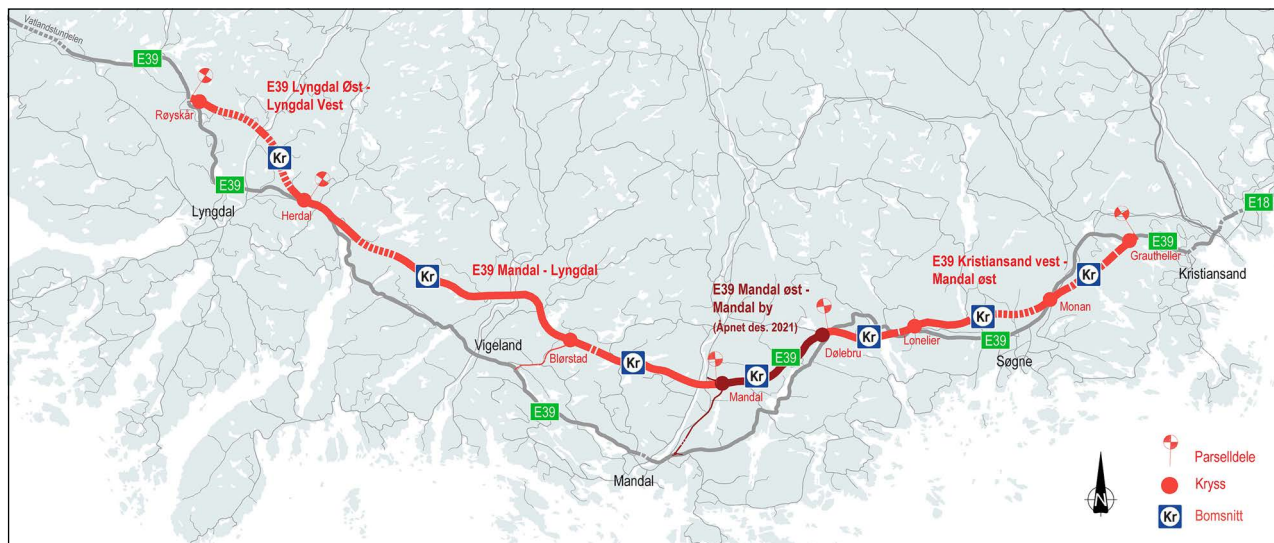 Vatlandstunnelen
E39
Røyskår
E39 Lyngdal Øst -
Lyngdal Vest
Kr
E39
Lyngdal
Herdal
Kr
E39 Mandal - Lyngdal
Vigeland
Blørstad
Kr
E39
Mandal
E39 Mandal øst -
Mandal by
(Åpnet des. 2021)
Mandal
Kr
E39
Dølebru
Kr
Lonelier
E39 Kristiansand vest -
Mandal øst
Kr
E39
Søgne
Monan
Kr
Grautheller
E39
Kristiansand
E18
N
Parselldele
Kryss
Kr
Bomsnitt